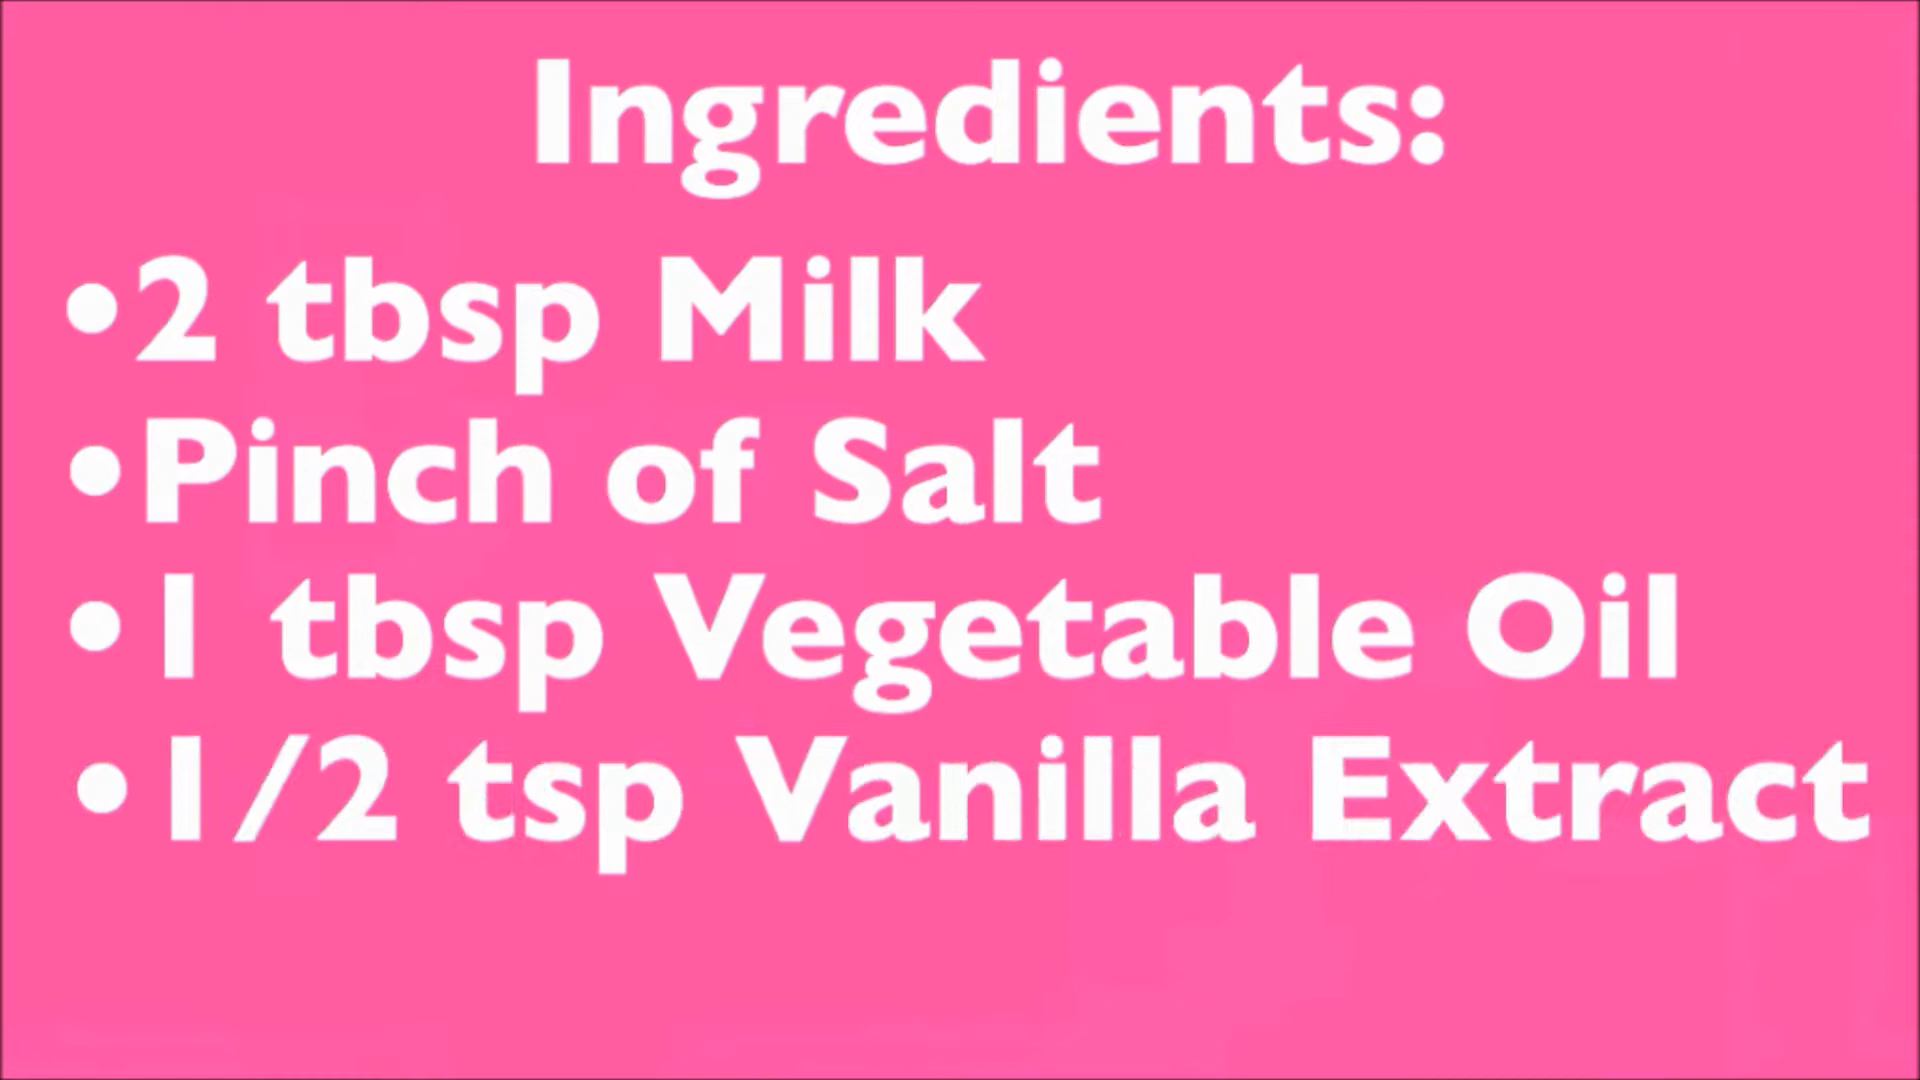 Ingredients:
•2 tbsp Milk
•Pinch of Salt
•1 tbsp Vegetable Oil
•1/2 tsp Vanilla Extract